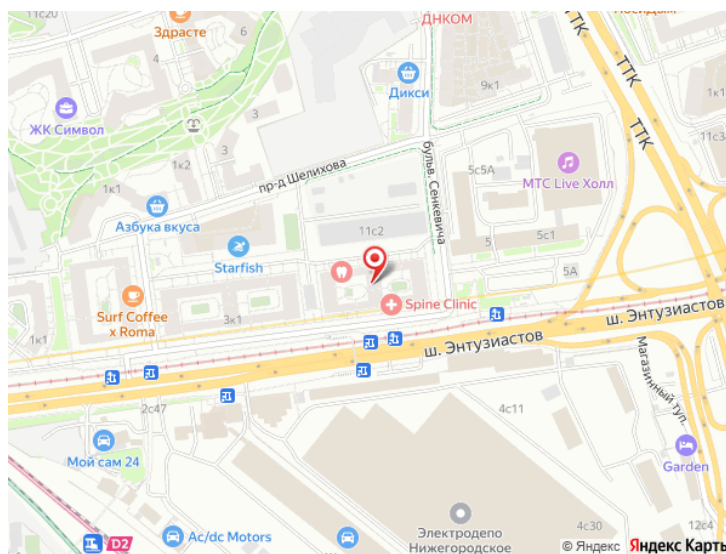 11с20
Здрасте
6
4
ДНКОМ
ТТК
ТТК
ТТК
9к1
11с3
1к1
Дикси
3
ЖК Символ
3
1к2
1к1
пр-д Шелихова
бульв. Сенкевича
5с5А
МТС Live Холл
Азбука вкуса
11с2
5
5с1
Starfish
5А
Spine Clinic
Surf Coffee
x Roma
3к1
1к1
ш. Энтузиастов
ш. Энтузиастов
Магазинный туп.
2с47
4с11
Мой сам 24
Garden
D2
Ac/dc Motors
Электродепо
Нижегородское
4с30
12с4
© Яндекс Яндекс Карты